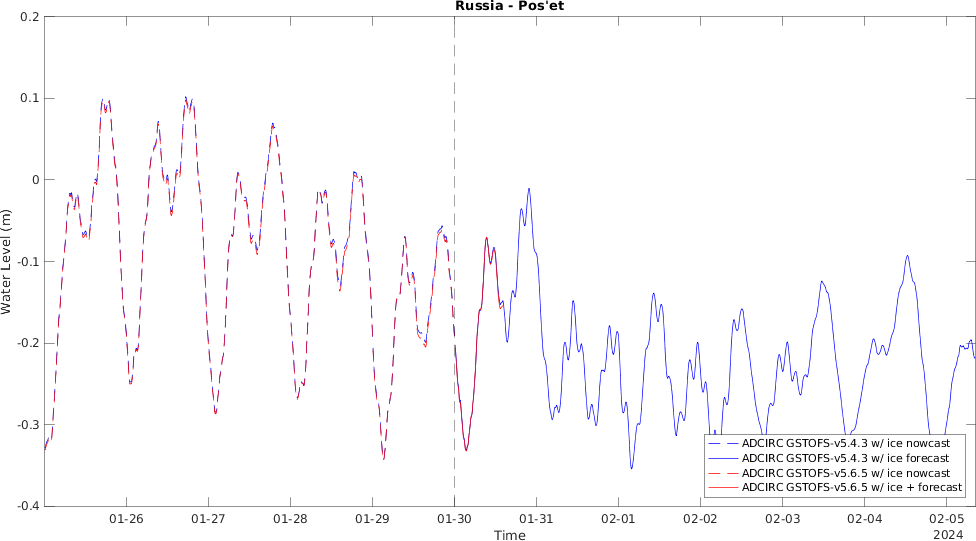 Russia - Pos'et
0.2
0.1
0
-0.1
-0.2
-0.3
-0.4
Water Level (m)
01-26 01-27 01-28 01-29 01-30 01-31 02-01 02-02 02-03 02-04 02-05
Time
2024
ADCIRC GSTOFS-v5.4.3 w/ ice nowcast
ADCIRC GSTOFS-v5.4.3 w/ ice forecast
ADCIRC GSTOFS-v5.6.5 w/ ice nowcast
ADCIRC GSTOFS-v5.6.5 w/ ice + forecast